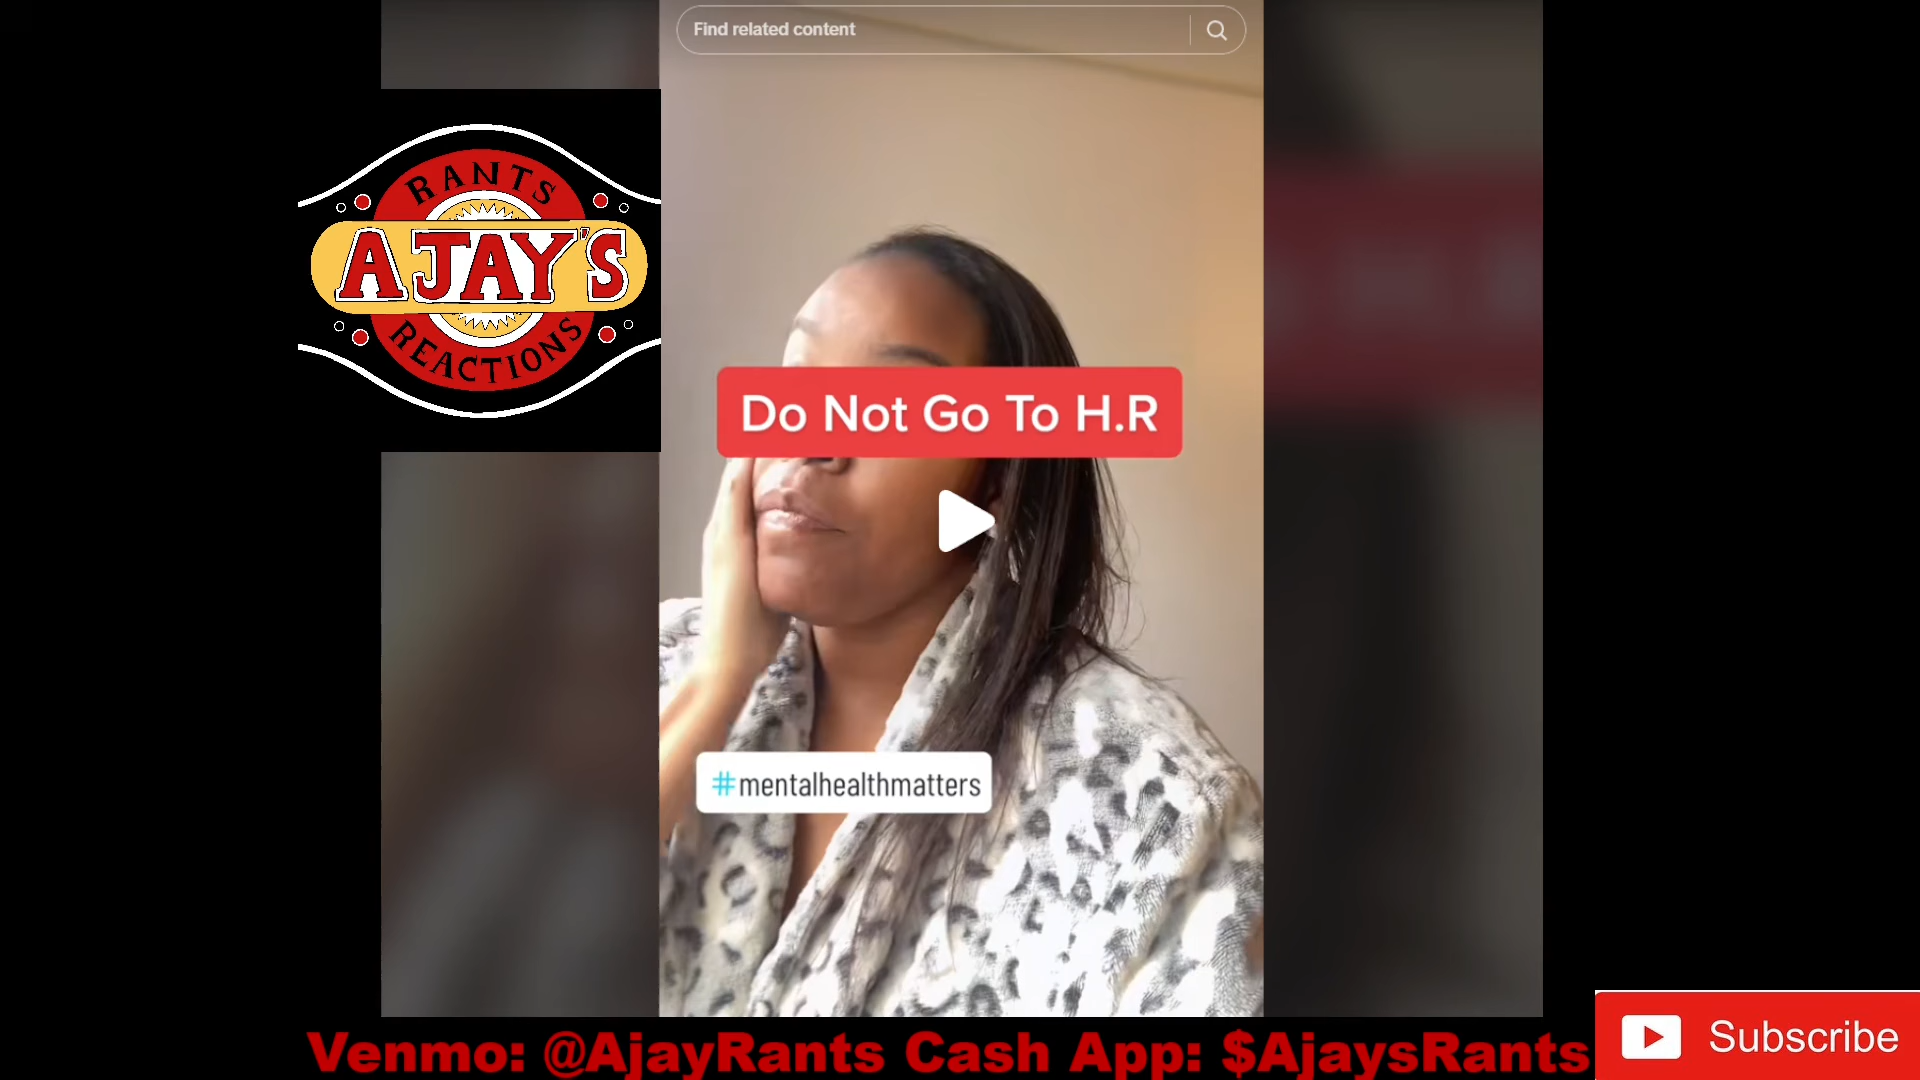 Find related content
RANTS
AJAY'S
REACTIONS
Do Not Go To H.R
#mentalhealthmatters
Venmo: @AjayRants Cash App: $AjaysRants
Subscribe